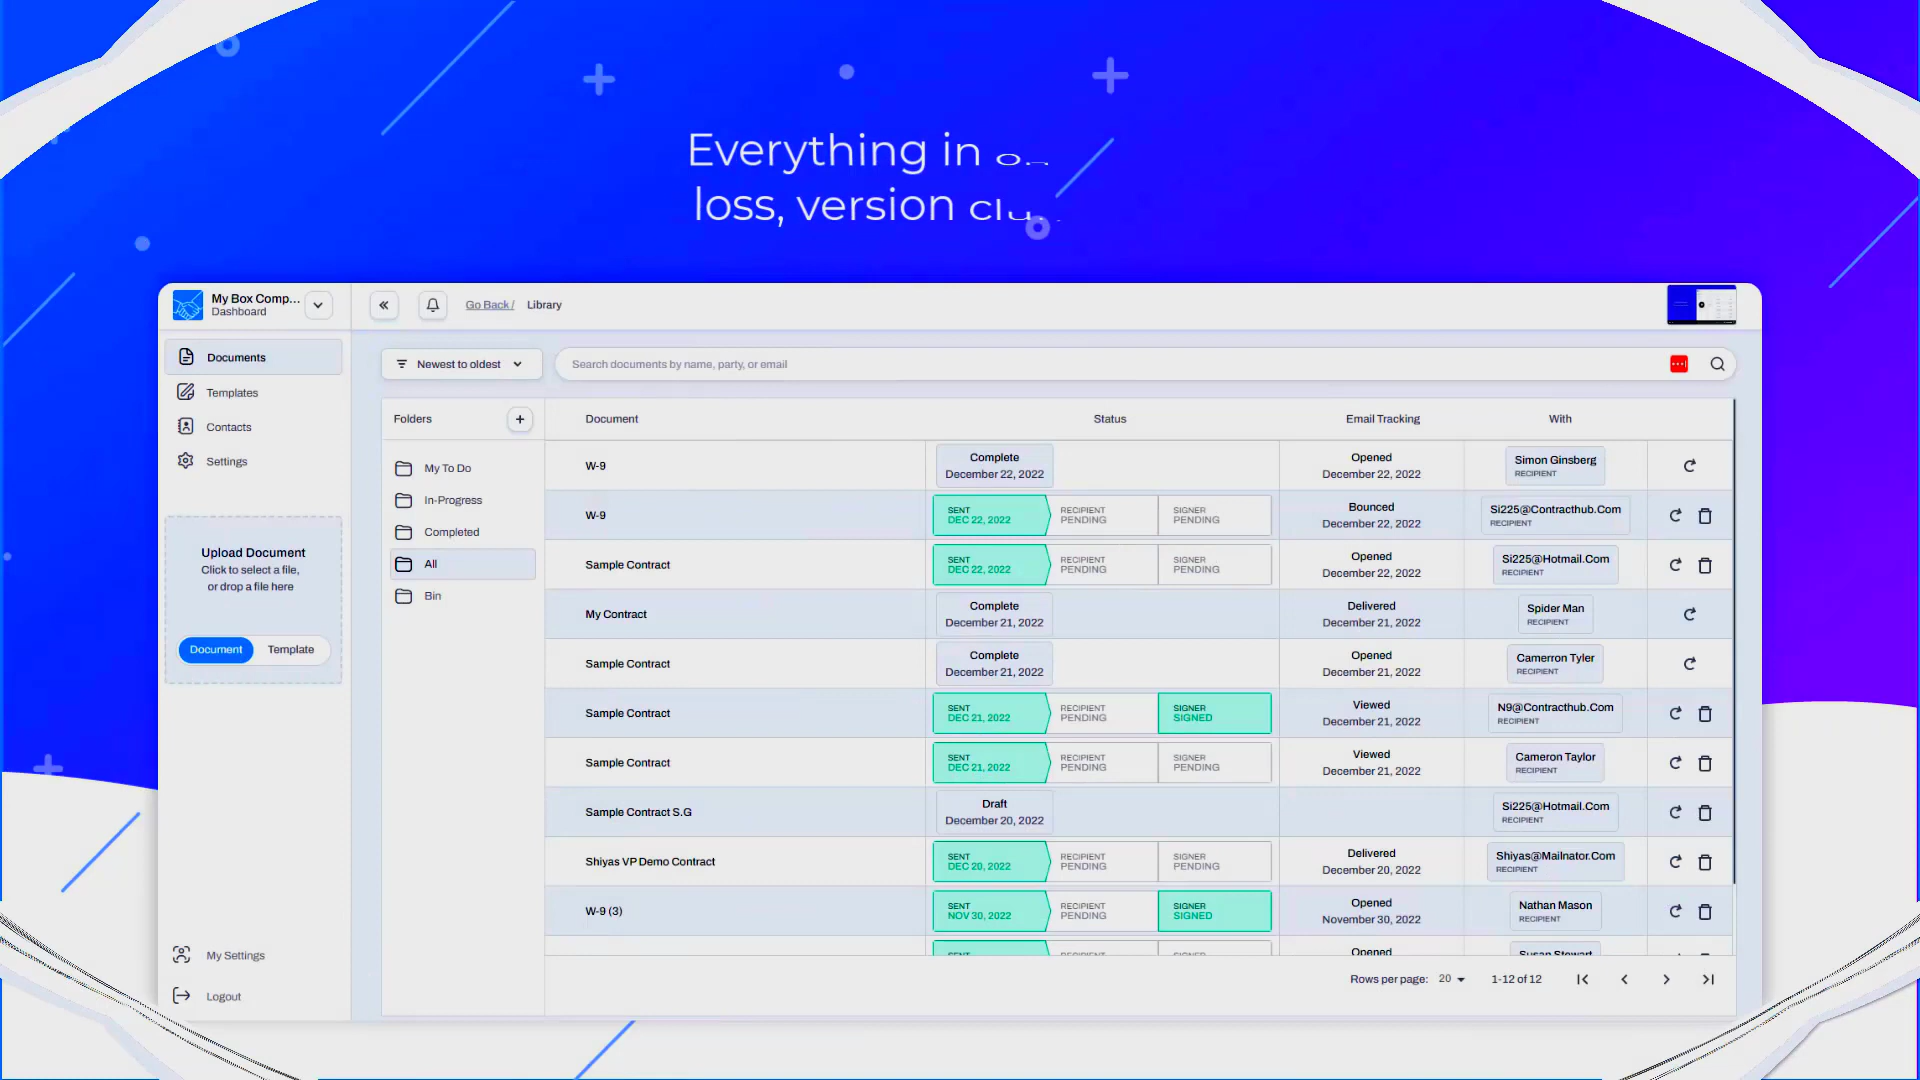 Everything in
loss, version
My Box Comp...
Dashboard
Go Back /
Library
Documents
Templates
Contacts
Settings
Upload Document
Click to select a file,
or drop a file here
Document
Template
My Settings
Logout
Newest to oldest
Search documents by name, party, or email
Folders
My To Do
In-Progress
Completed
All
Bin
Document
Status
Email Tracking
With
W-9
Complete
December 22, 2022
Opened
December 22, 2022
Simon Ginsberg
RECIPIENT
W-9
SENT
DEC 22, 2022
RECIPIENT
PENDING
SIGNER
PENDING
Bounced
December 22, 2022
Si225@Contracthub.Com
RECIPIENT
Sample Contract
SENT
DEC 22, 2022
RECIPIENT
PENDING
SIGNER
PENDING
Opened
December 22, 2022
Si225@Hotmail.Com
RECIPIENT
My Contract
Complete
December 21, 2022
Delivered
December 21, 2022
Spider Man
RECIPIENT
Sample Contract
Complete
December 21, 2022
Opened
December 21, 2022
Camerron Tyler
RECIPIENT
Sample Contract
SENT
DEC 21, 2022
RECIPIENT
PENDING
SIGNER
SIGNED
Viewed
December 21, 2022
N9@Contracthub.Com
RECIPIENT
Sample Contract
SENT
DEC 21, 2022
RECIPIENT
PENDING
SIGNER
PENDING
Viewed
December 21, 2022
Cameron Taylor
RECIPIENT
Sample Contract S.G
Draft
December 20, 2022
Si225@Hotmail.Com
RECIPIENT
Shiyas VP Demo Contract
SENT
DEC 20, 2022
RECIPIENT
PENDING
SIGNER
PENDING
Delivered
December 20, 2022
Shiyas@Mailnator.Com
RECIPIENT
W-9 (3)
SENT
NOV 30, 2022
RECIPIENT
PENDING
SIGNER
SIGNED
Opened
November 30, 2022
Nathan Mason
RECIPIENT
SENT
RECIPIENT
SIGNER
Opened
Susan Stewart
Rows per page: 20
1-12 of 12